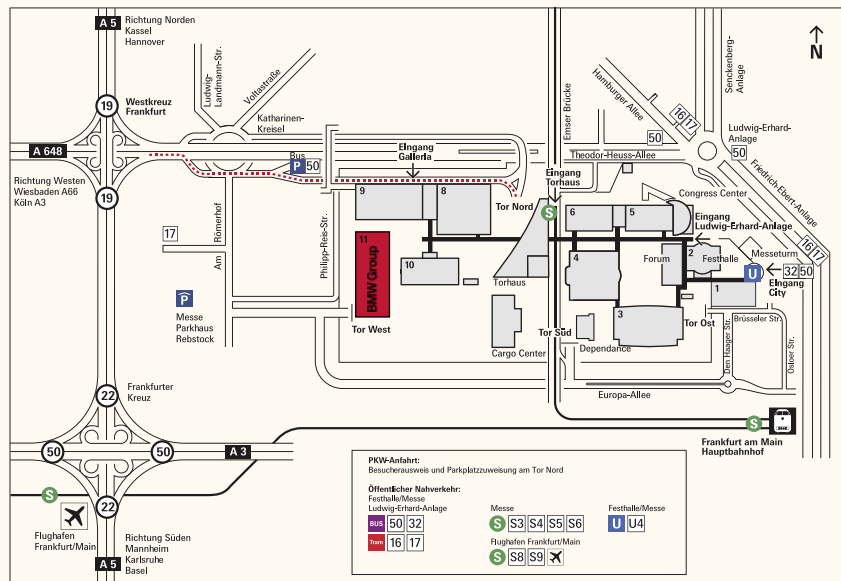 A 5
Richtung Norden
Kassel
Hannover
N
Ludwig-
Landmann-Str.
Voltastraße
Emser Brücke
Hamburger Allee
Senckenberg-
Anlage
19
Westkreuz
Frankfurt
Katharinen-
Kreisel
16 17
50
Ludwig-Erhard-
Anlage
50
A 648
Bus
P 50
Eingang
Galleria
Eingang
Torhaus
Theodor-Heuss-Allee
Friedrich-Ebert-Anlage
Richtung Westen
Wiesbaden A66
Köln A3
19
9
8
Tor Nord
S
6
5
Congress Center
Eingang
Ludwig-Erhard-Anlage
17
Am Römerhof
Philipp-Reis-Str.
11
BMW Group
10
Torhaus
4
Forum
2
Festhalle
Messeturm
16 17
U
32 50
Eingang
City
1
P
Messe
Parkhaus
Rebstock
Tor West
Cargo Center
Tor Süd
Dependance
3
Tor Ost
Den Haager Str.
Brüsseler Str.
Osloer Str.
Europa-Allee
22
Frankfurter
Kreuz
50
50
A 3
S
Frankfurt am Main
Hauptbahnhof
S
22
Flughafen
Frankfurt/Main
A 5
Richtung Süden
Mannheim
Karlsruhe
Basel
PKW-Anfahrt:
Besucherausweis und Parkplatzzuweisung am Tor Nord
Öffentlicher Nahverkehr:
Festhalle/Messe
Ludwig-Erhard-Anlage
BUS 50 32
Tram 16 17
Messe
S S3 S4 S5 S6
Flughafen Frankfurt/Main
S S8 S9
Festhalle/Messe
U U4